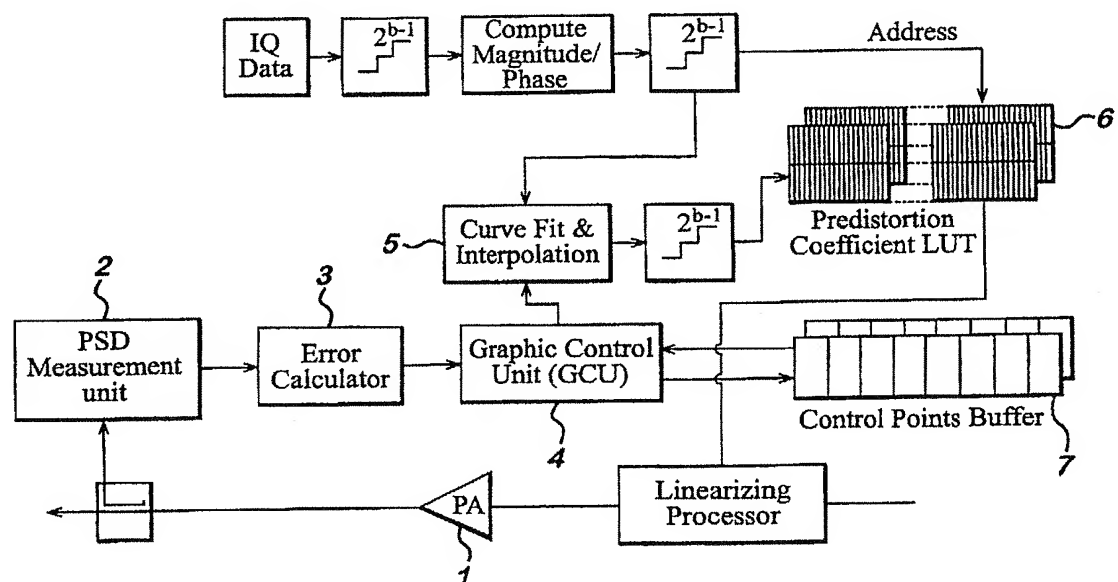 IQ
Data
2^b-1
Compute
Magnitude/
Phase
2^b-1
Address
6
Predistortion
Coefficient LUT
5
Curve Fit &
Interpolation
2^b-1
2
PSD
Measurement
unit
3
Error
Calculator
Graphic Control
Unit (GCU)
4
Control Points Buffer
7
PA
1
Linearizing
Processor